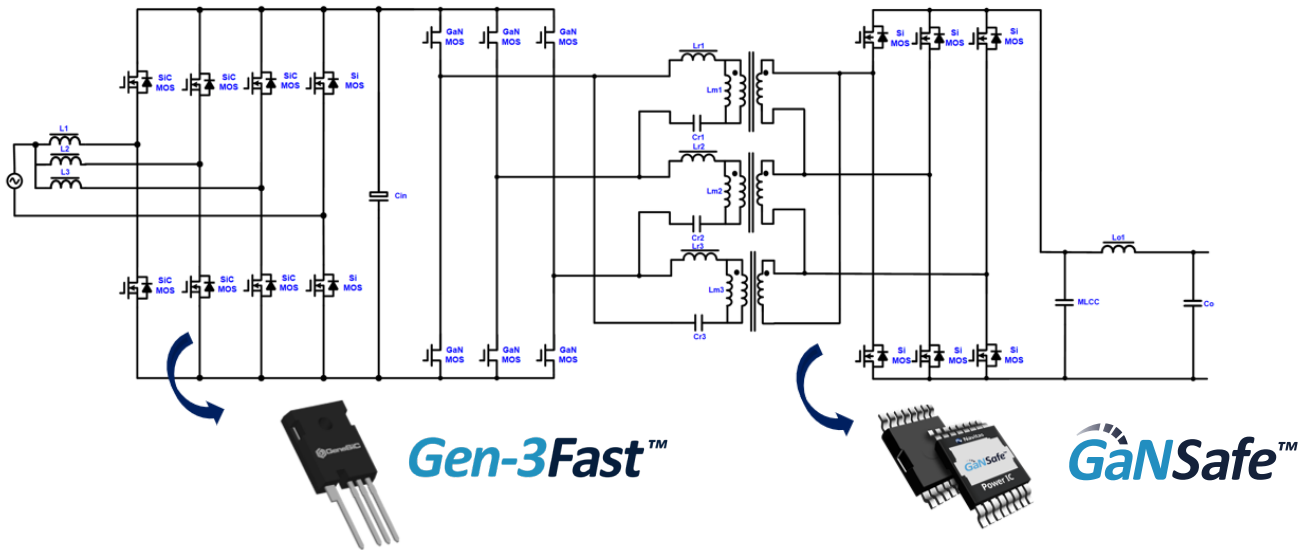 GaN
MOS
GaN
MOS
GaN
MOS
Si
MOS
Si
MOS
Si
MOS
SiC
MOS
SiC
MOS
SiC
MOS
Si
MOS
L1
L2
L3
Cin
Lr1
Lm1
Cr1
Lr2
Lm2
Cr2
Lr3
Lm3
Cr3
Lo1
MLCC
Co
SiC
MOS
SiC
MOS
SiC
MOS
Si
MOS
GaN
MOS
GaN
MOS
GaN
MOS
Si
MOS
Si
MOS
Si
MOS
GeneSiC
Gen-3Fast™
Navitas
GaNSafe™
Power IC
GaNSafe™